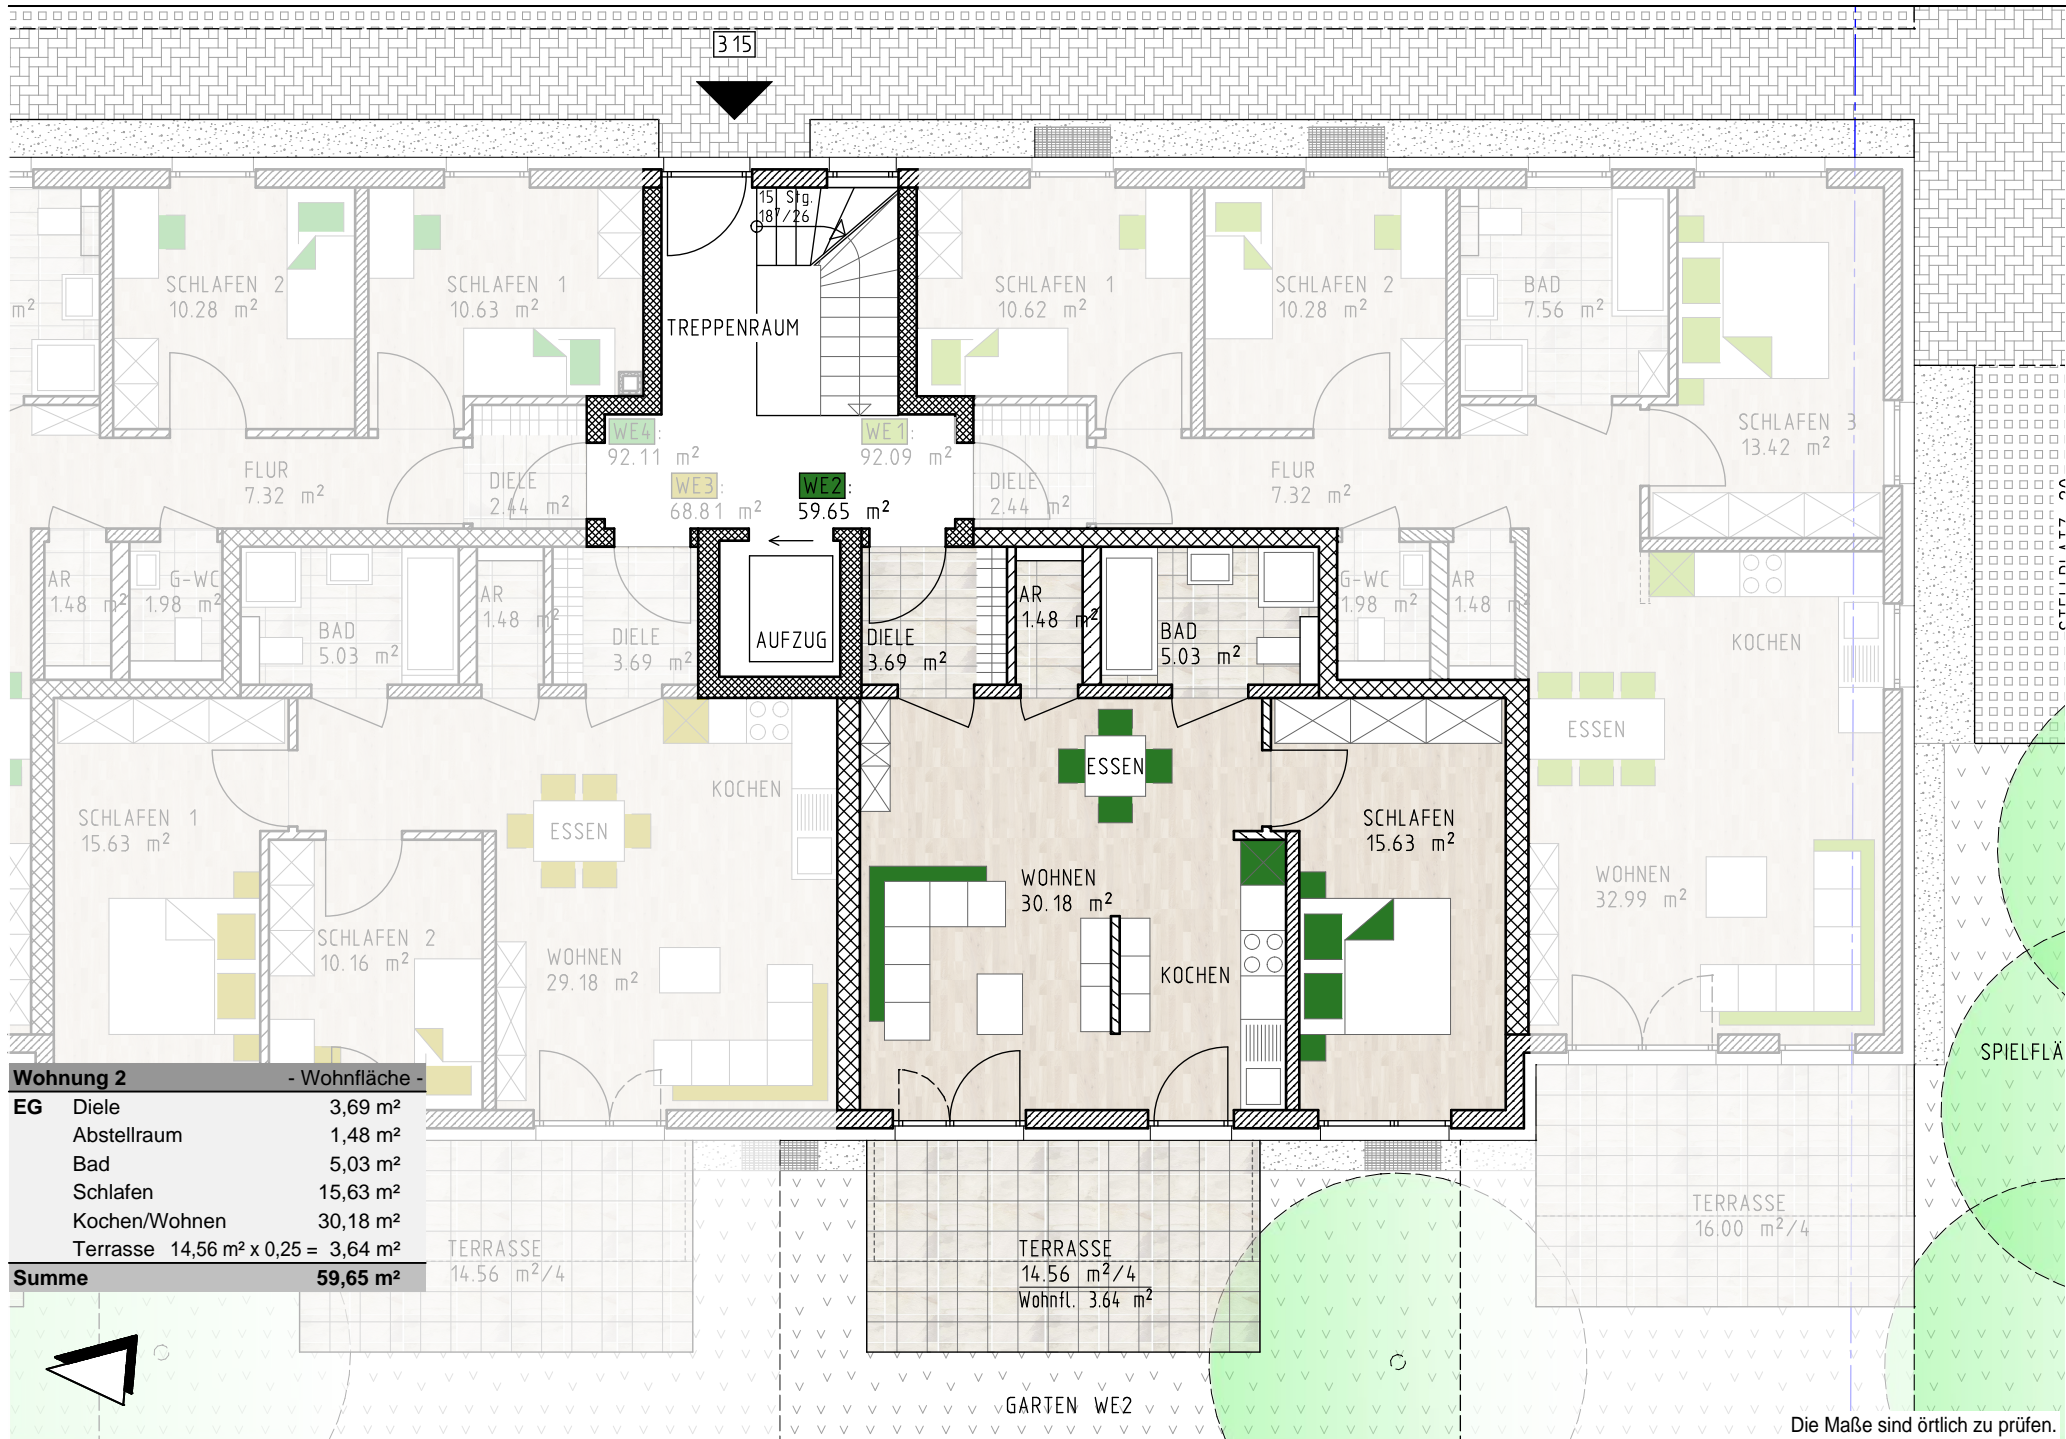 315
15 Stg.
18⁷/26
SCHLAFEN 2
10.28 m²
SCHLAFEN 1
10.63 m²
TREPPENRAUM
SCHLAFEN 1
10.62 m²
SCHLAFEN 2
10.28 m²
BAD
7.56 m²
m²
SCHLAFEN 3
13.42 m²
WE4:
92.11 m²
WE1:
92.09 m²
FLUR
7.32 m²
DIELE
2.44 m²
WE3:
68.81 m²
WE2:
59.65 m²
DIELE
2.44 m²
FLUR
7.32 m²
AR
1.48 m²
G-WC
1.98 m²
BAD
5.03 m²
AR
1.48 m²
DIELE
3.69 m²
AUFZUG
DIELE
3.69 m²
AR
1.48 m²
BAD
5.03 m²
G-WC
1.98 m²
AR
1.48 m²
KOCHEN
ESSEN
ESSEN
KOCHEN
SCHLAFEN 1
15.63 m²
ESSEN
SCHLAFEN
15.63 m²
WOHNEN
30.18 m²
WOHNEN
32.99 m²
SCHLAFEN 2
10.16 m²
WOHNEN
29.18 m²
KOCHEN
SPIELFLÄ
Wohnung 2 - Wohnfläche -
EG Diele 3,69 m²
Abstellraum 1,48 m²
Bad 5,03 m²
Schlafen 15,63 m²
Kochen/Wohnen 30,18 m²
Terrasse 14,56 m² x 0,25 = 3,64 m²
Summe 59,65 m²
TERRASSE
14.56 m²/4
TERRASSE
14.56 m²/4
Wohnfl. 3.64 m²
TERRASSE
16.00 m²/4
GARTEN WE2
Die Maße sind örtlich zu prüfen.